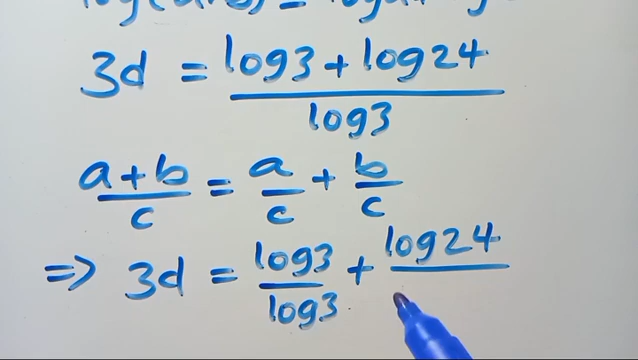 3d = (log3 + log24) / log3
(a+b)/c = a/c + b/c
⇒ 3d = log3/log3 + log24